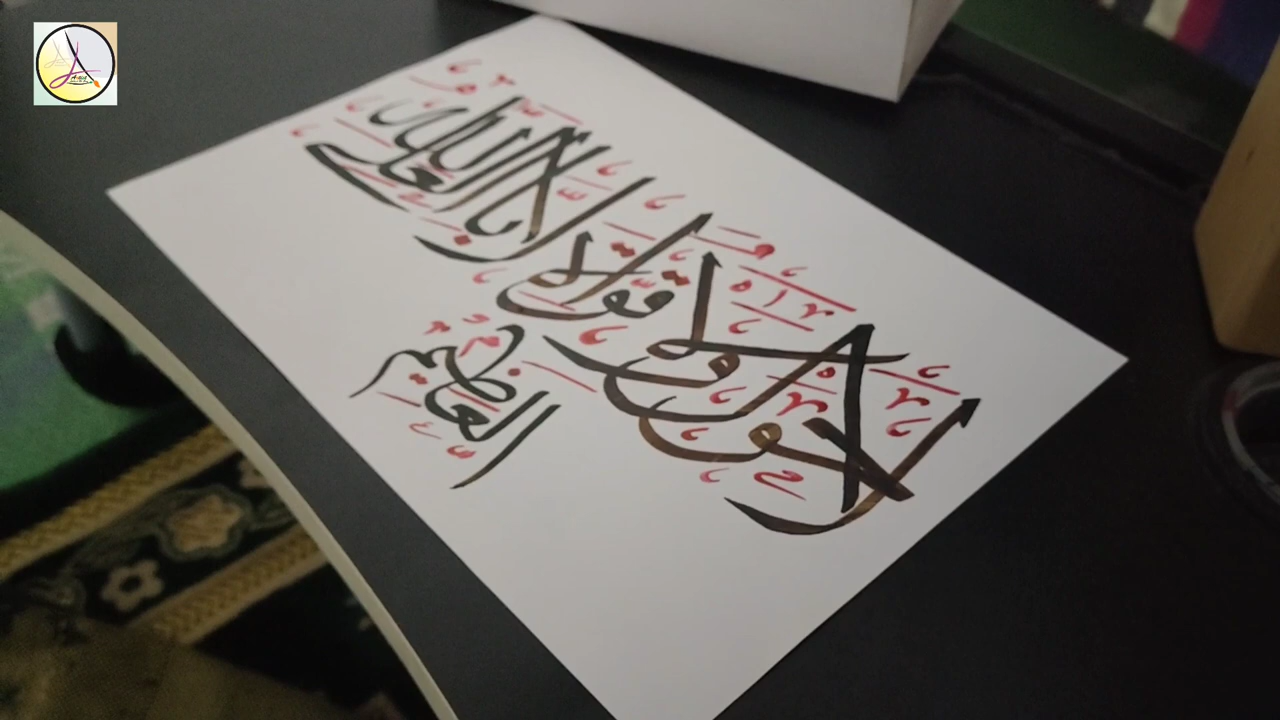 لا حول ولا قوة إلا بالله العلي
العظيم